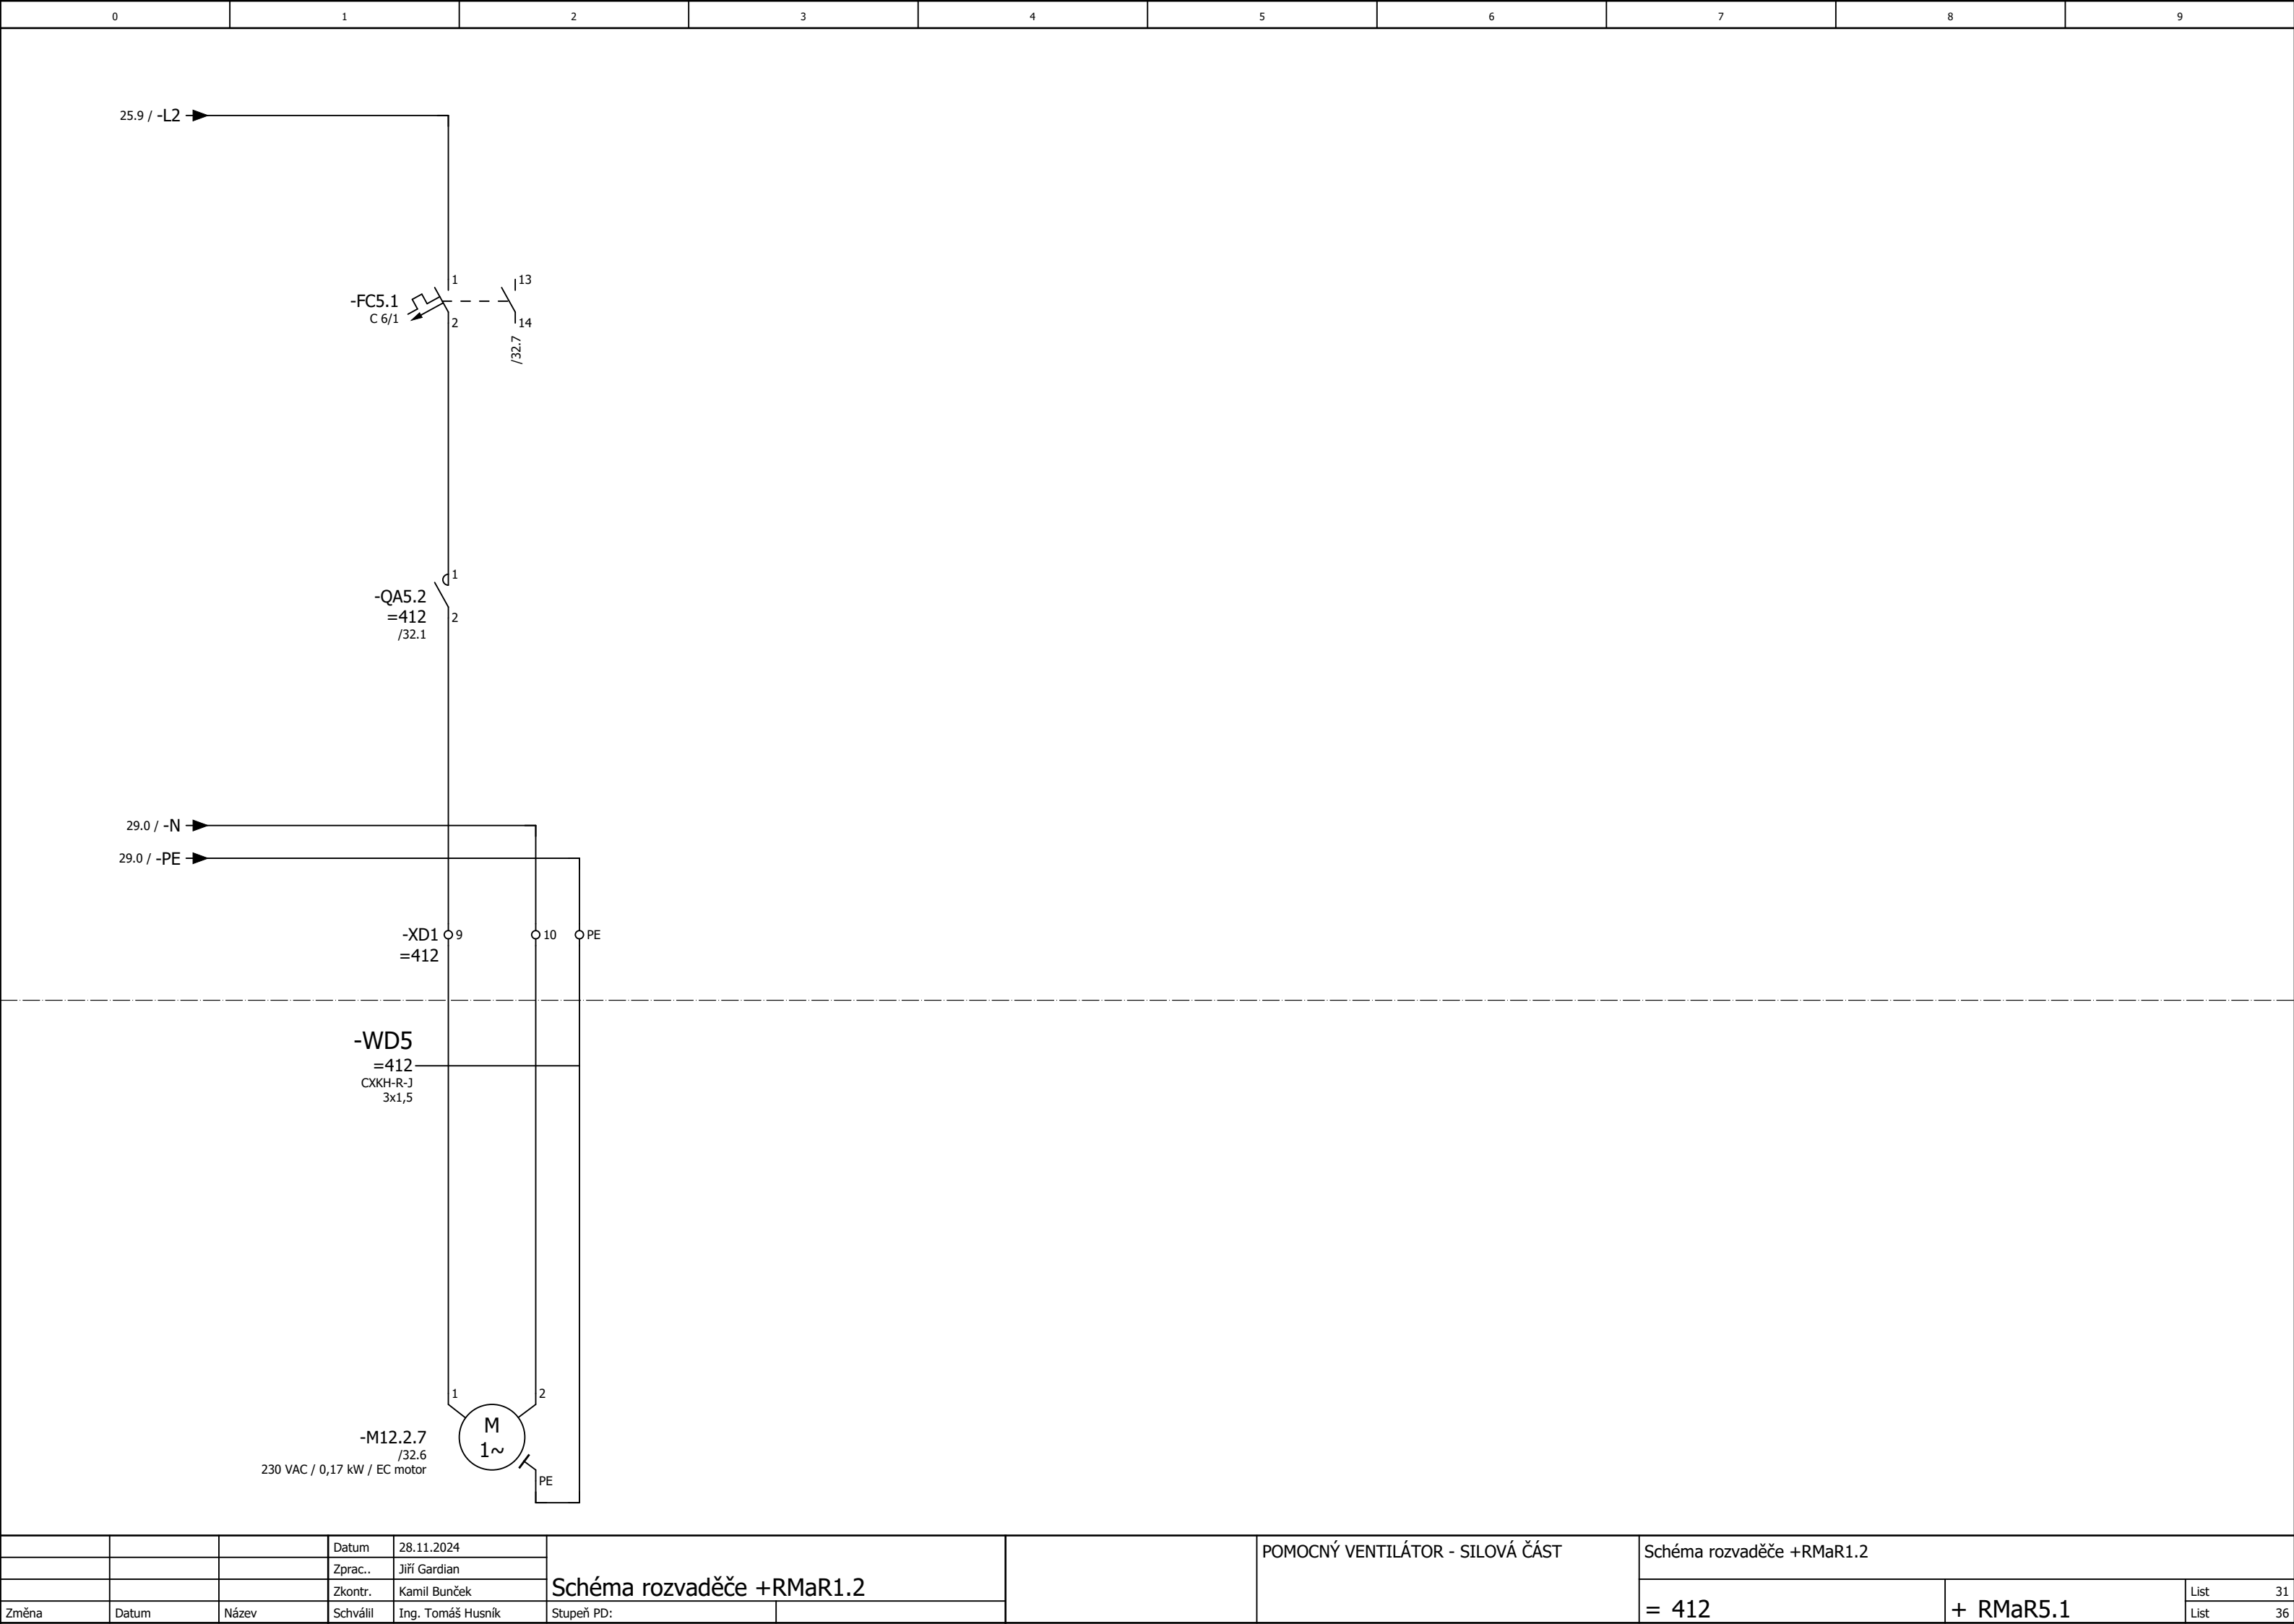 0 1 2 3 4 5 6 7 8 9
25.9 / -L2
-FC5.1
C 6/1
1
2
13
14
/32.7
-QA5.2
=412
/32.1
1
2
29.0 / -N
29.0 / -PE
-XD1 9 10 PE
=412
-WD5
=412
CXKH-R-J
3x1,5
1 2
M
1~
-M12.2.7
/32.6
230 VAC / 0,17 kW / EC motor
PE
Datum 28.11.2024
Zprac.. Jiří Gardian
Zkontr. Kamil Bunček
Změna Datum Název Schválil Ing. Tomáš Husník
Schéma rozvaděče +RMaR1.2
Stupeň PD:
POMOCNÝ VENTILÁTOR - SILOVÁ ČÁST
Schéma rozvaděče +RMaR1.2
= 412
+ RMaR5.1
List 31
List 36